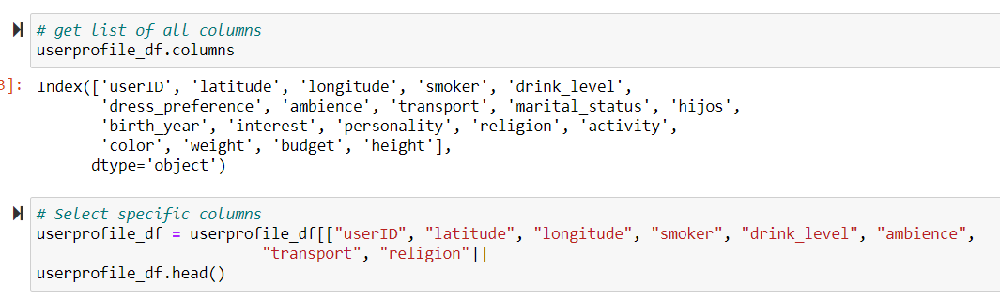 # get list of all columns
userprofile_df.columns
3]: Index(['userID', 'latitude', 'longitude', 'smoker', 'drink_level',
'dress_preference', 'ambience', 'transport', 'marital_status', 'hijos',
'birth_year', 'interest', 'personality', 'religion', 'activity',
'color', 'weight', 'budget', 'height'],
dtype='object')
# Select specific columns
userprofile_df = userprofile_df[["userID", "latitude", "longitude", "smoker", "drink_level", "ambience",
"transport", "religion"]]
userprofile_df.head()